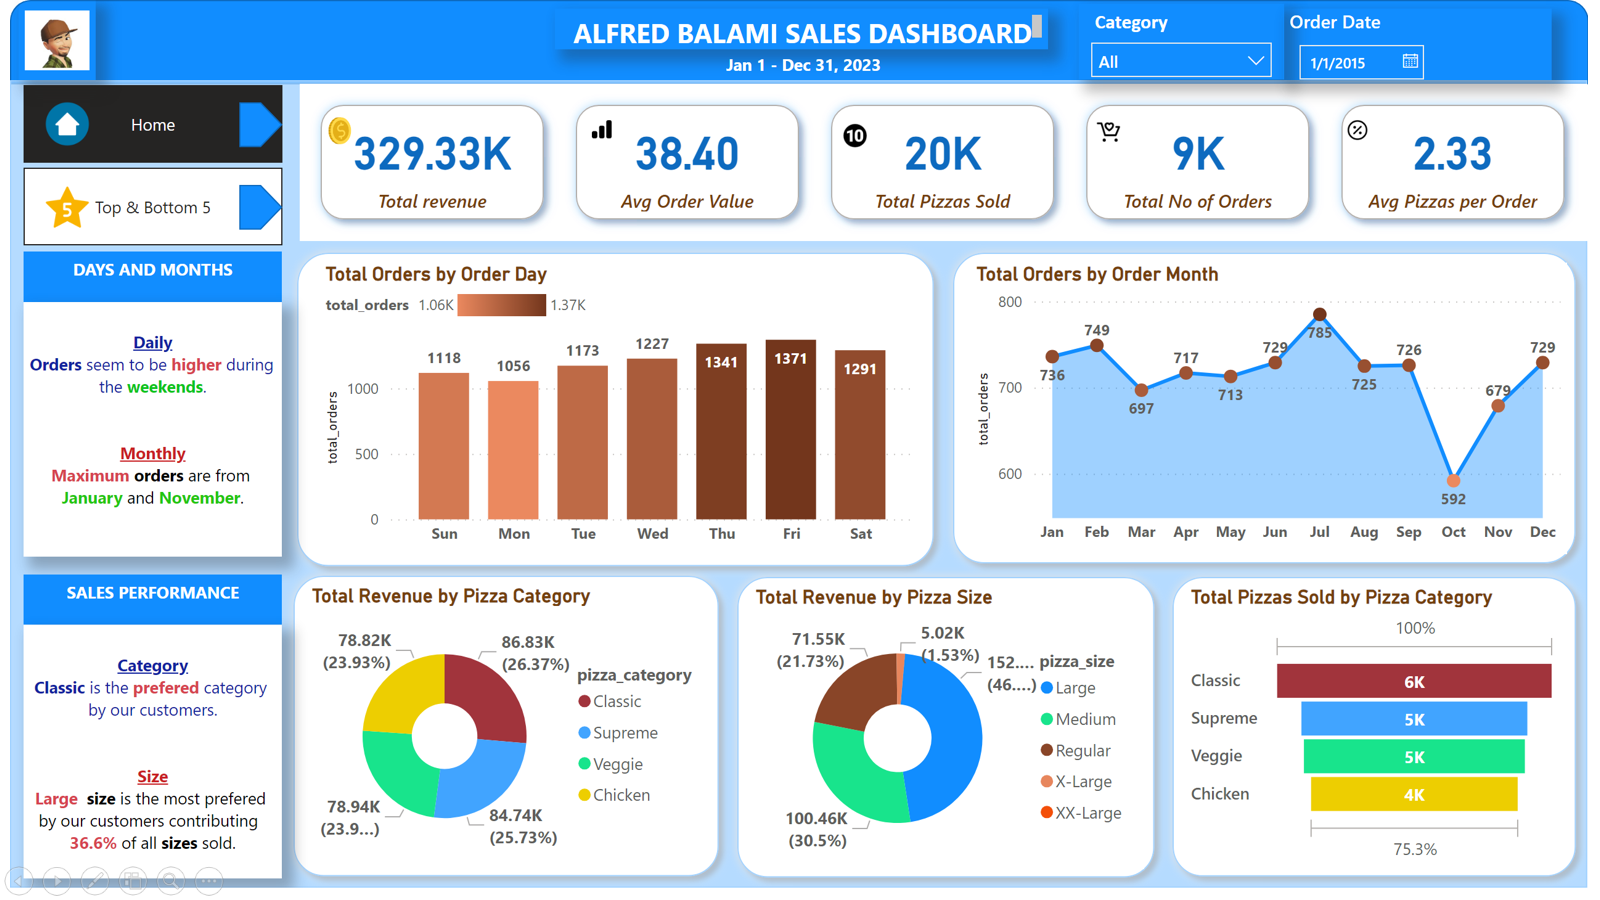 ALFRED BALAMI SALES DASHBOARD
Jan 1 - Dec 31, 2023
Category
All
Order Date
1/1/2015
Home
5
Top & Bottom 5
329.33K
Total revenue
38.40
Avg Order Value
10
20K
Total Pizzas Sold
9K
Total No of Orders
2.33
Avg Pizzas per Order
DAYS AND MONTHS
Daily
Orders seem to be higher during
the weekends.
Monthly
Maximum orders are from
January and November.
SALES PERFORMANCE
Category
Classic is the prefered category
by our customers.
Size
Large size is the most prefered
by our customers contributing
36.6% of all sizes sold.
Total Orders by Order Day
total_orders 1.06K 1.37K
total_orders
1000
500
0
1118
1056
1173
1227
1341
1371
1291
Sun Mon Tue Wed Thu Fri Sat
Total Orders by Order Month
total_orders
800
700
600
736
749
697
717
713
729
785
725
726
592
679
729
Jan Feb Mar Apr May Jun Jul Aug Sep Oct Nov Dec
Total Revenue by Pizza Category
78.82K
(23.93%)
86.83K
(26.37%)
78.94K
(23.9...)
84.74K
(25.73%)
pizza_category
Classic
Supreme
Veggie
Chicken
Total Revenue by Pizza Size
71.55K
(21.73%)
5.02K
(1.53%)
152....
(46....)
100.46K
(30.5%)
pizza_size
Large
Medium
Regular
X-Large
XX-Large
Total Pizzas Sold by Pizza Category
100%
Classic 6K
Supreme 5K
Veggie 5K
Chicken 4K
75.3%